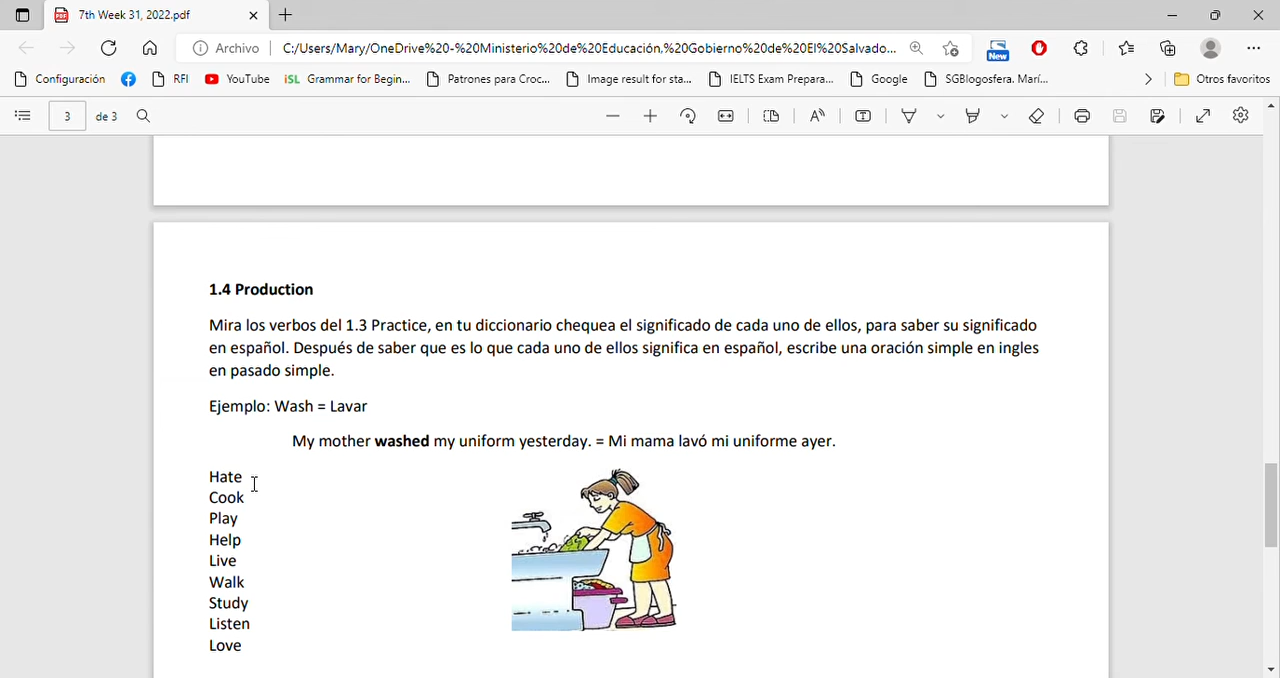 7th Week 31, 2022.pdf
Archivo
C:/Users/Mary/OneDrive%20-%20Ministerio%20de%20Educación,%20Gobierno%20de%20El%20Salvado...
New
Configuración
RFI
YouTube
iSL Grammar for Begin...
Patrones para Croc...
Image result for sta...
IELTS Exam Prepara...
Google
SGBlogosfera. Marí...
Otros favoritos
3 de 3
1.4 Production
Mira los verbos del 1.3 Practice, en tu diccionario chequea el significado de cada uno de ellos, para saber su significado
en español. Después de saber que es lo que cada uno de ellos significa en español, escribe una oración simple en ingles
en pasado simple.
Ejemplo: Wash = Lavar
My mother washed my uniform yesterday. = Mi mama lavó mi uniforme ayer.
Hate
Cook
Play
Help
Live
Walk
Study
Listen
Love